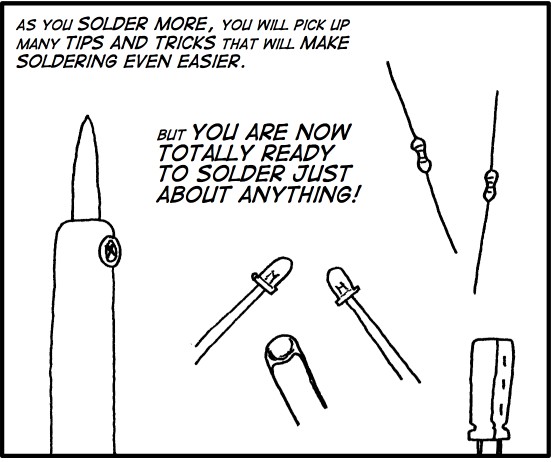 AS YOU SOLDER MORE, YOU WILL PICK UP
MANY TIPS AND TRICKS THAT WILL MAKE
SOLDERING EVEN EASIER.
BUT YOU ARE NOW
TOTALLY READY
TO SOLDER JUST
ABOUT ANYTHING!